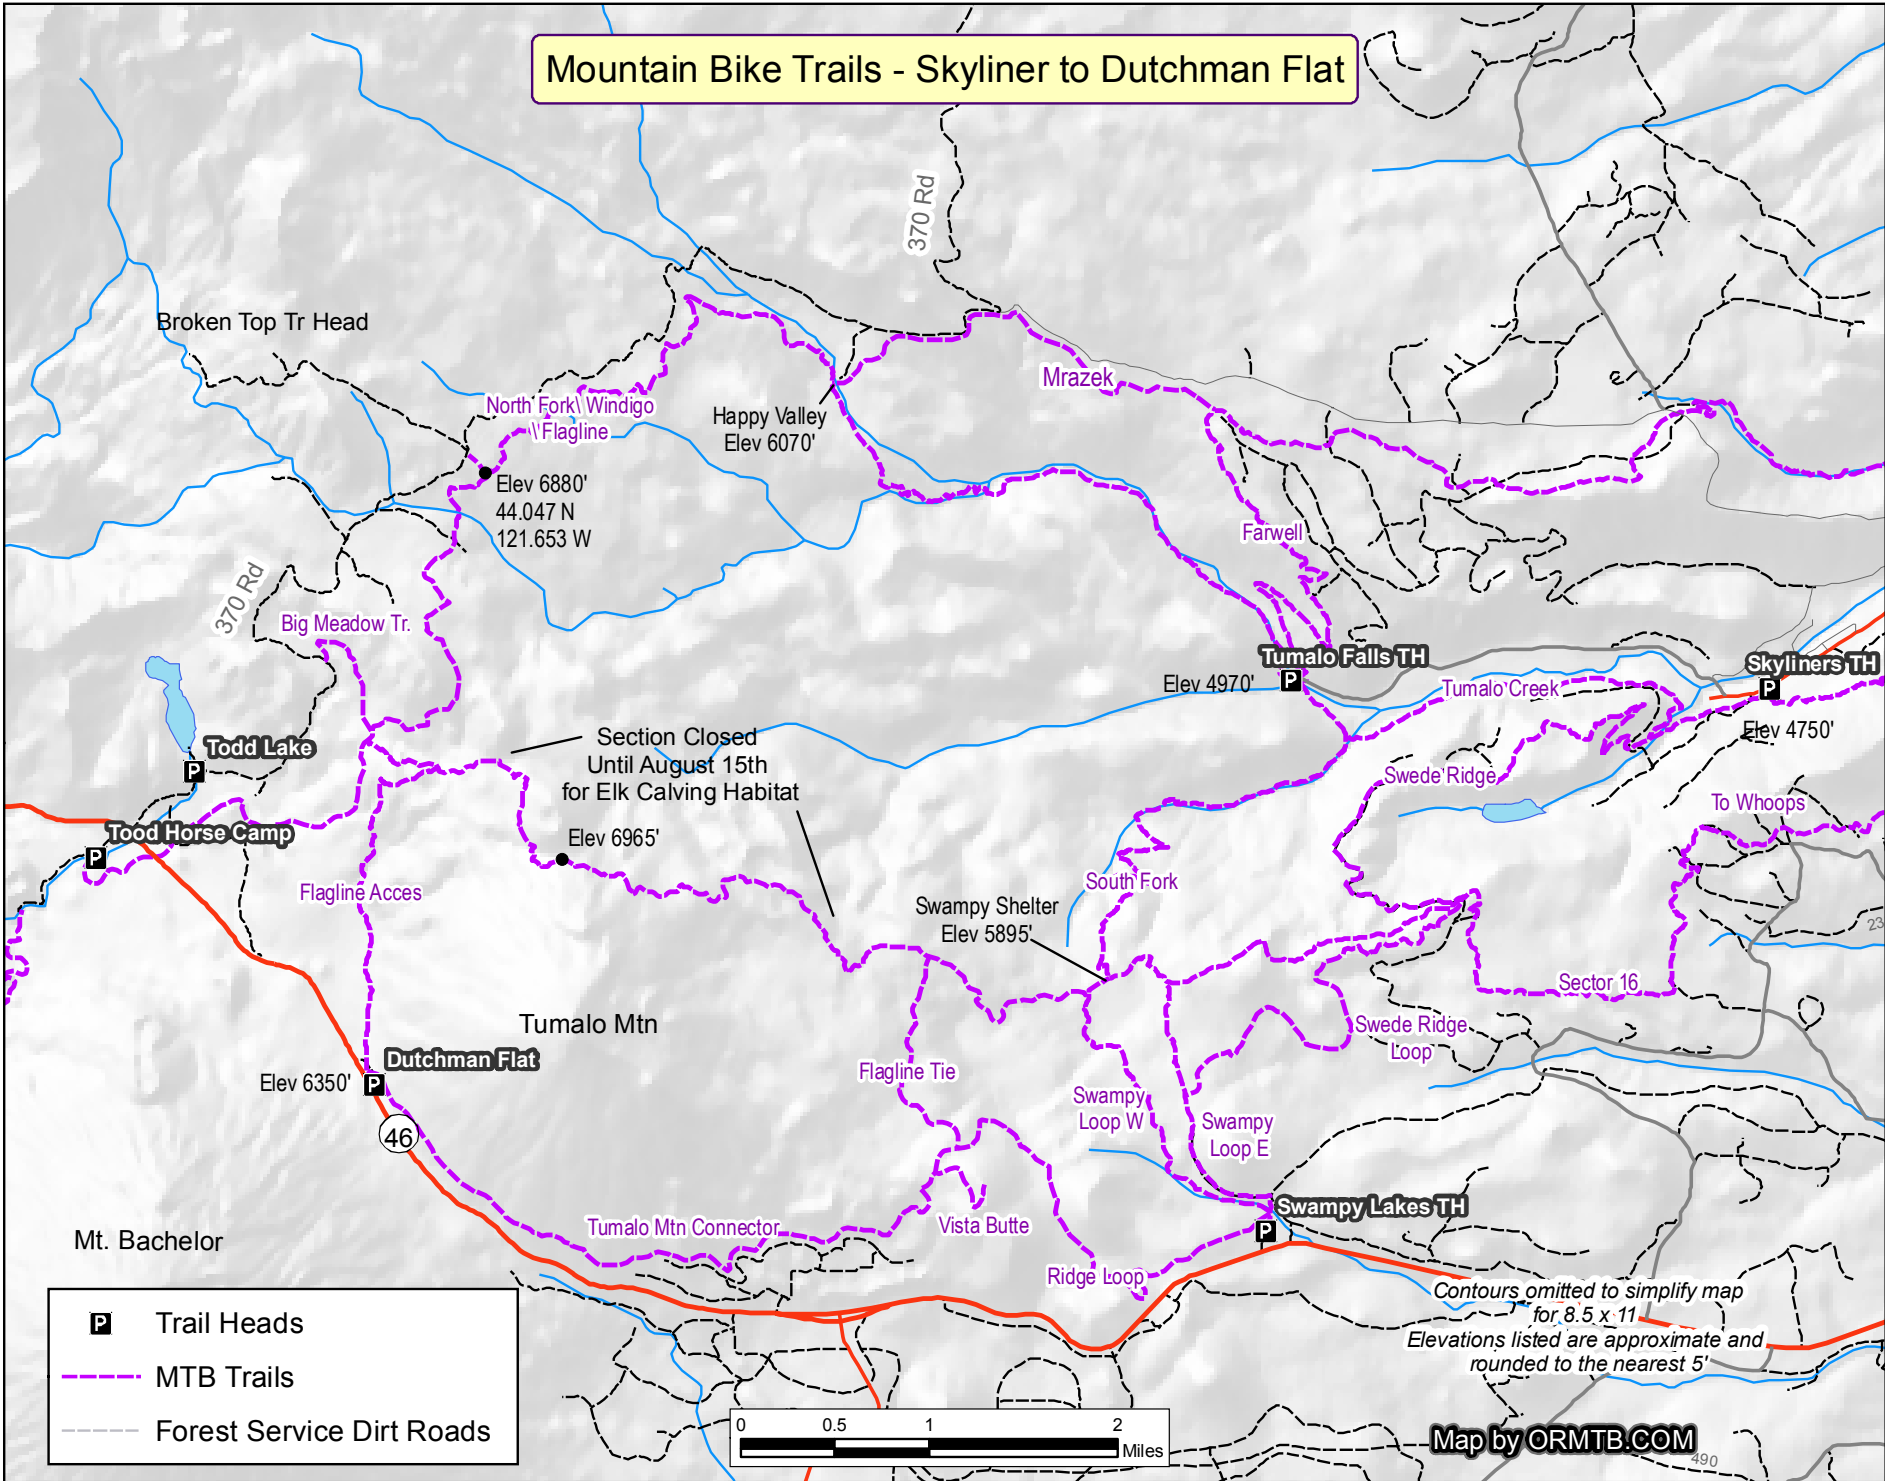 Mountain Bike Trails - Skyliner to Dutchman Flat
370 Rd
Broken Top Tr Head
Mrazek
North Fork\ Windigo
\ Flagline
Happy Valley
Elev 6070'
Elev 6880'
44.047 N
121.653 W
Farwell
370 Rd
Big Meadow Tr.
Tumalo Falls TH
P
Elev 4970'
Skyliners TH
P
Elev 4750'
Tumalo Creek
Todd Lake
P
Section Closed
Until August 15th
for Elk Calving Habitat
Swede Ridge
To Whoops
Tood Horse Camp
P
Elev 6965'
Flagline Acces
South Fork
Swampy Shelter
Elev 5895'
23
Sector 16
Tumalo Mtn
Swede Ridge
Loop
Dutchman Flat
P
Elev 6350'
Flagline Tie
Swampy
Loop W
Swampy
Loop E
46
Swampy Lakes TH
P
Tumalo Mtn Connector
Vista Butte
Mt. Bachelor
Ridge Loop
Contours omitted to simplify map
for 8.5 x 11
Elevations listed are approximate and
rounded to the nearest 5'
P Trail Heads
MTB Trails
Forest Service Dirt Roads
0 0.5 1 2
Miles
Map by ORMTB.COM
490